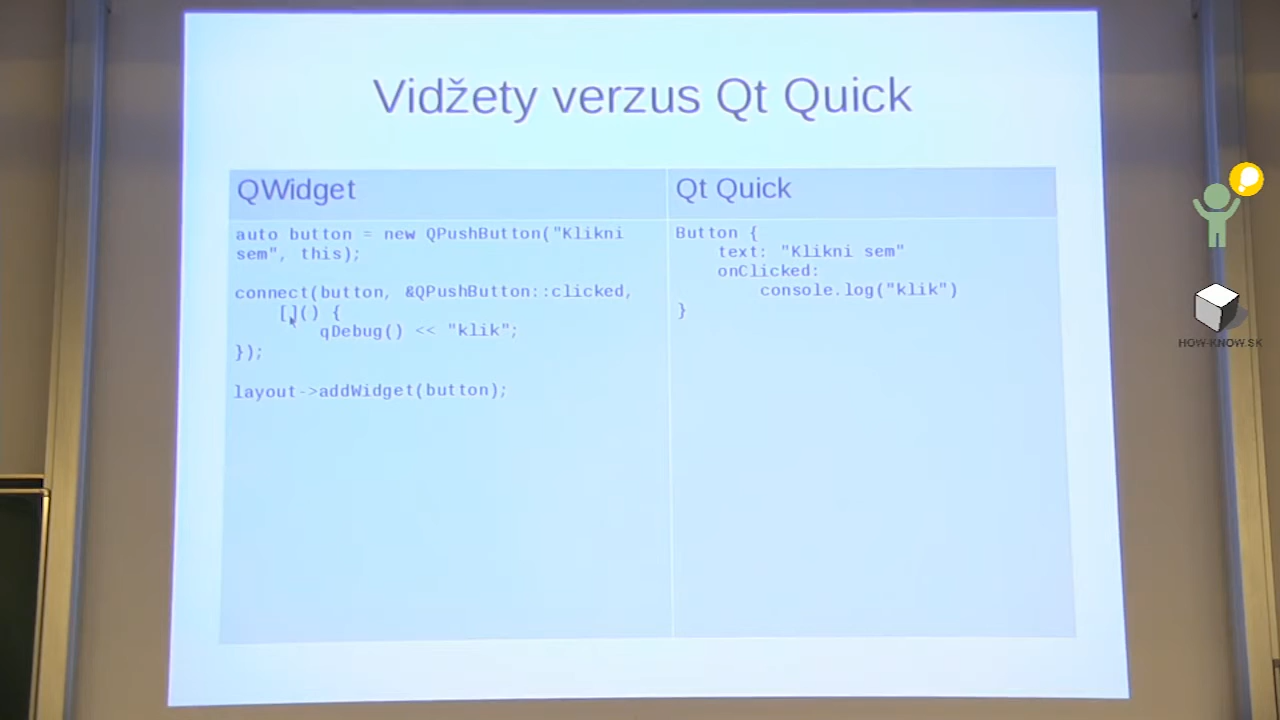 Vidžety verzus Qt Quick
QWidget
auto button = new QPushButton("Klikni
sem", this);
connect(button, &QPushButton::clicked,
[]() {
qDebug() << "klik";
});
layout->addWidget(button);
Qt Quick
Button {
text: "Klikni sem"
onClicked:
console.log("klik")
}
HOW-KNOW.SK